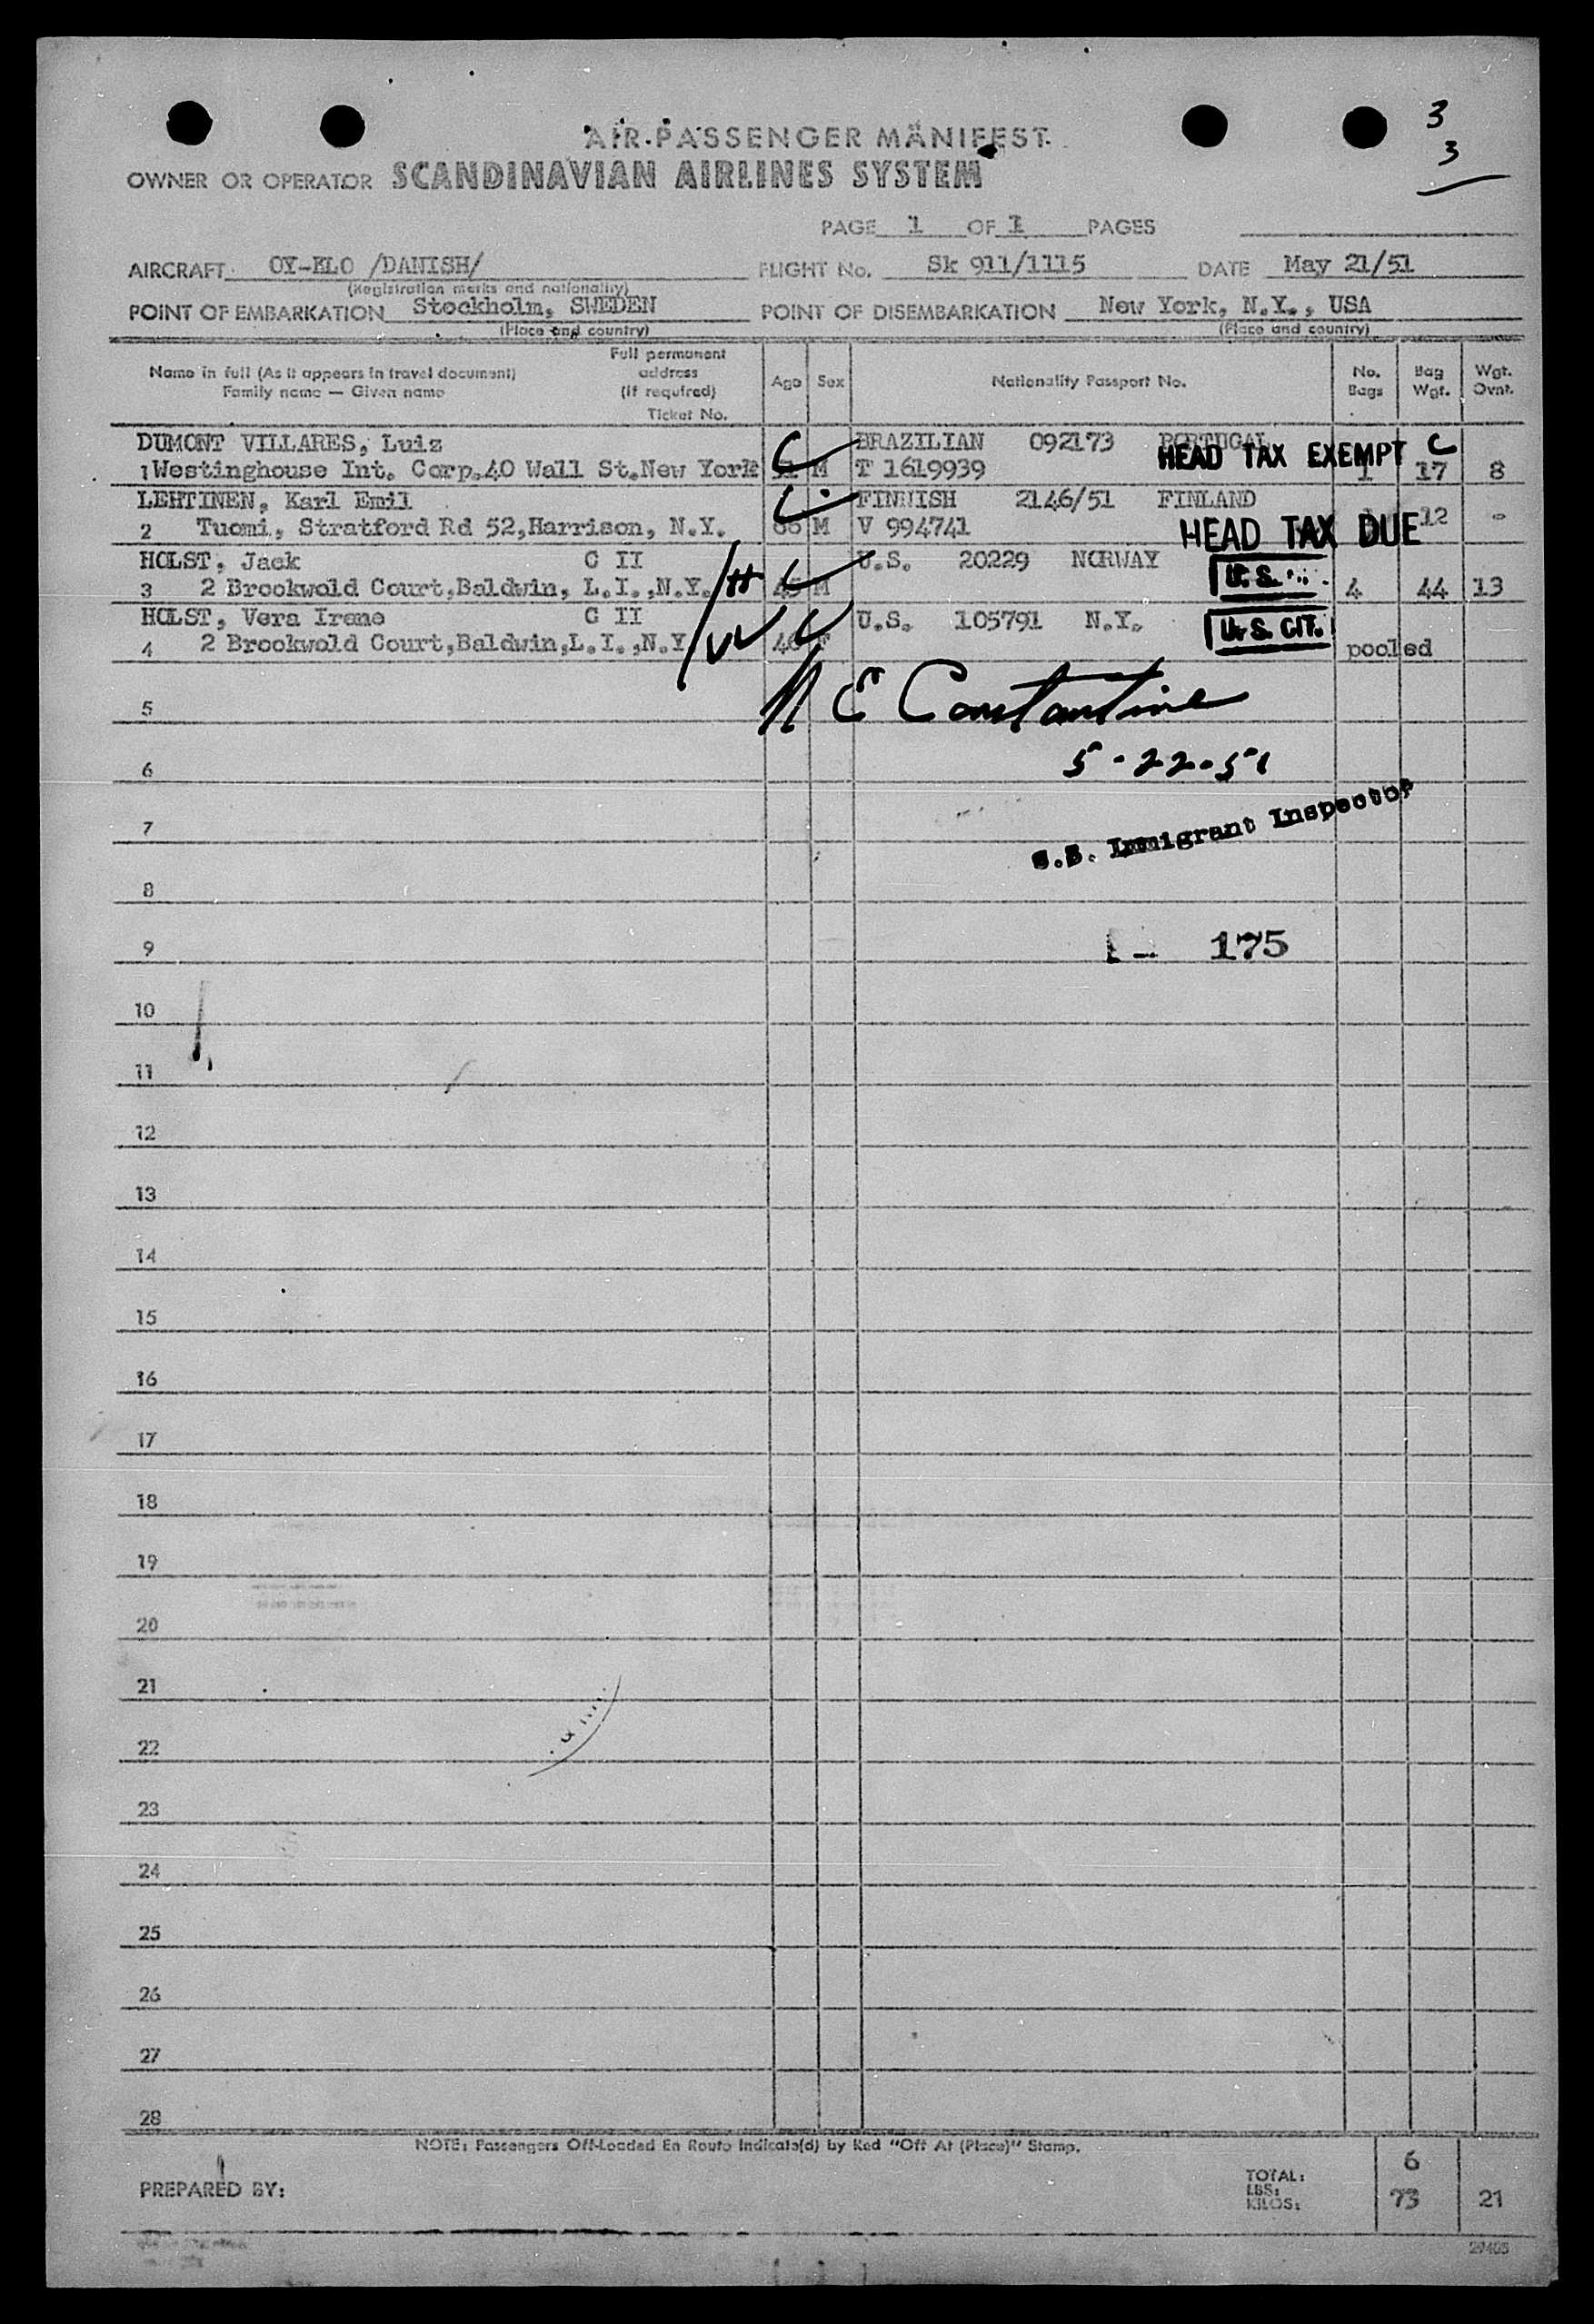 3
3
AIR PASSENGER MANIFEST
OWNER OR OPERATOR SCANDINAVIAN AIRLINES SYSTEM
PAGE 1 OF 1 PAGES
AIRCRAFT OY-KLO /DANISH/ FLIGHT No. Sk 911/1115 DATE May 21/51
(Registration marks and nationality)
POINT OF EMBARKATION Stockholm, SWEDEN POINT OF DISEMBARKATION New York, N.Y., USA
(Place and country) (Place and country)
Name in full (As it appears in travel document) Full permanent address (if required)
Family name — Given name Ticket No. Age Sex Nationality Passport No. No. Bags Bag Wgt. Wgt. Ovnt.
DUMONT VILLARES, Luiz BRAZILIAN 092173 PORTUGAL
1 Westinghouse Int. Corp. 40 Wall St. New York 51 M T 1619939 HEAD TAX EXEMPT C 1 17 8
LEHTINEN, Karl Emil FINNISH 2146/51 FINLAND
2 Tuomi, Stratford Rd 52, Harrison, N.Y. M V 994741 HEAD TAX DUE 12 -
HOLST, Jack C II U.S. 20229 NORWAY U.S.
3 2 Brookwold Court, Baldwin, L.I., N.Y. H 45 M 4 44 13
HOLST, Vera Irene C II U.S. 105791 N.Y. U.S. CIT.
4 2 Brookwold Court, Baldwin, L.I., N.Y. 40 F pooled
N E Constantine
5
5-22-51
6
U.S. Immigrant Inspector
7
8
9 175
10
11
12
13
14
15
16
17
18
19
20
21
22
23
24
25
26
27
28
NOTE: Passengers Off-Loaded En Route Indicate(d) by Red "Off At (Place)" Stamp.
6
PREPARED BY: TOTAL: LBS: KILOS: 73 21
29405